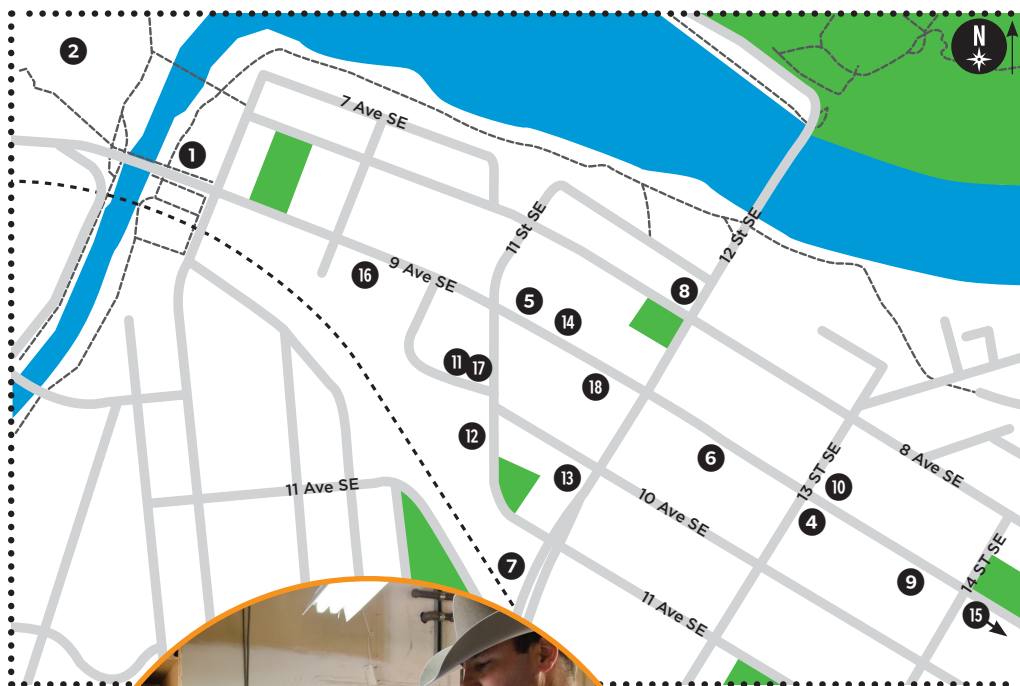 N
2
7 Ave SE
1
11 St SE
12 St SE
16
9 Ave SE
5
8
14
11
17
18
12
13
6
8 Ave SE
13 ST SE
10
11 Ave SE
10 Ave SE
4
7
9
14 ST SE
11 Ave SE
15